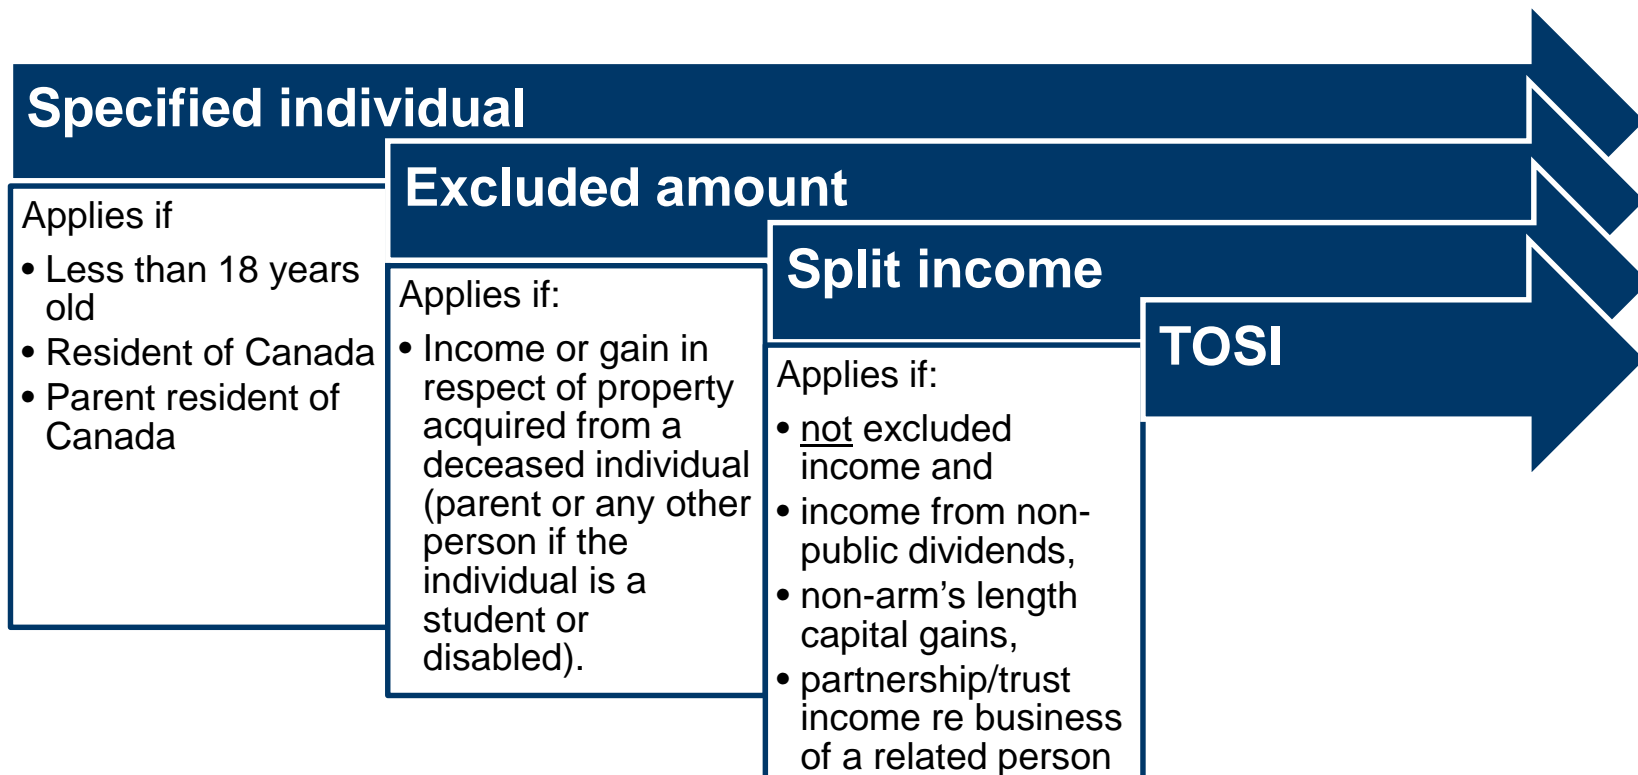 Specified individual
Applies if
• Less than 18 years
old
• Resident of Canada
• Parent resident of
Canada
Excluded amount
Applies if:
• Income or gain in
respect of property
acquired from a
deceased individual
(parent or any other
person if the
individual is a
student or
disabled).
Split income
Applies if:
• not excluded
income and
• income from non-
public dividends,
• non-arm’s length
capital gains,
• partnership/trust
income re business
of a related person
TOSI